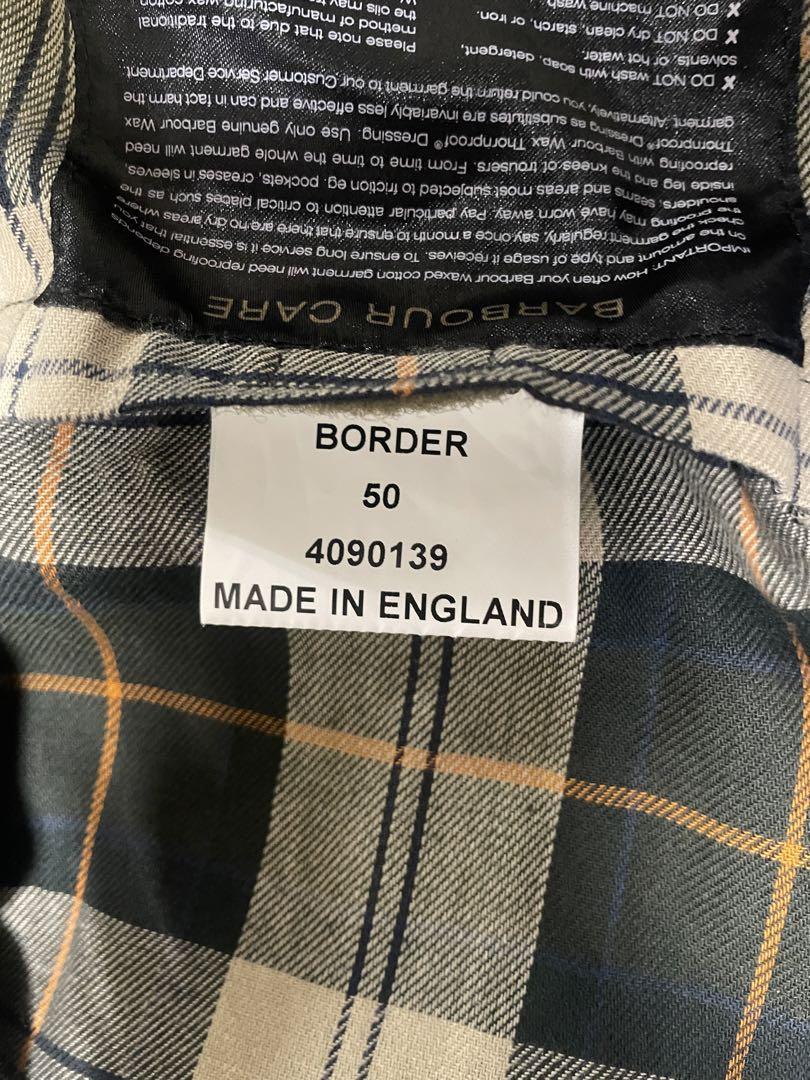 BARBOUR CARE
IMPORTANT: How often your Barbour waxed cotton garment will need reproofing depends
on the amount and type of usage it receives. To ensure long service it is essential that
the garment regularly, say once a month to ensure that there are no dry areas where
the proofing may have worn away. Pay particular attention to critical places such as the
shoulders, seams and areas most subjected to friction eg. pockets, creases in sleeves,
inside leg and the knees of trousers. From time to time the whole garment will need
reproofing with Barbour Wax Thornproof® Dressing. Use only genuine Barbour Wax
Thornproof® Dressing as substitutes are invariably less effective and can in fact harm the
garment. Alternatively, you could return the garment to our Customer Service Department
✘ DO NOT wash with soap, detergent,
solvents, or hot water.
✘ DO NOT dry clean, starch, or iron.
✘ DO NOT machine wash
Please note that due to the traditional
method of manufacturing wax cotton
the oils may
BORDER
50
4090139
MADE IN ENGLAND